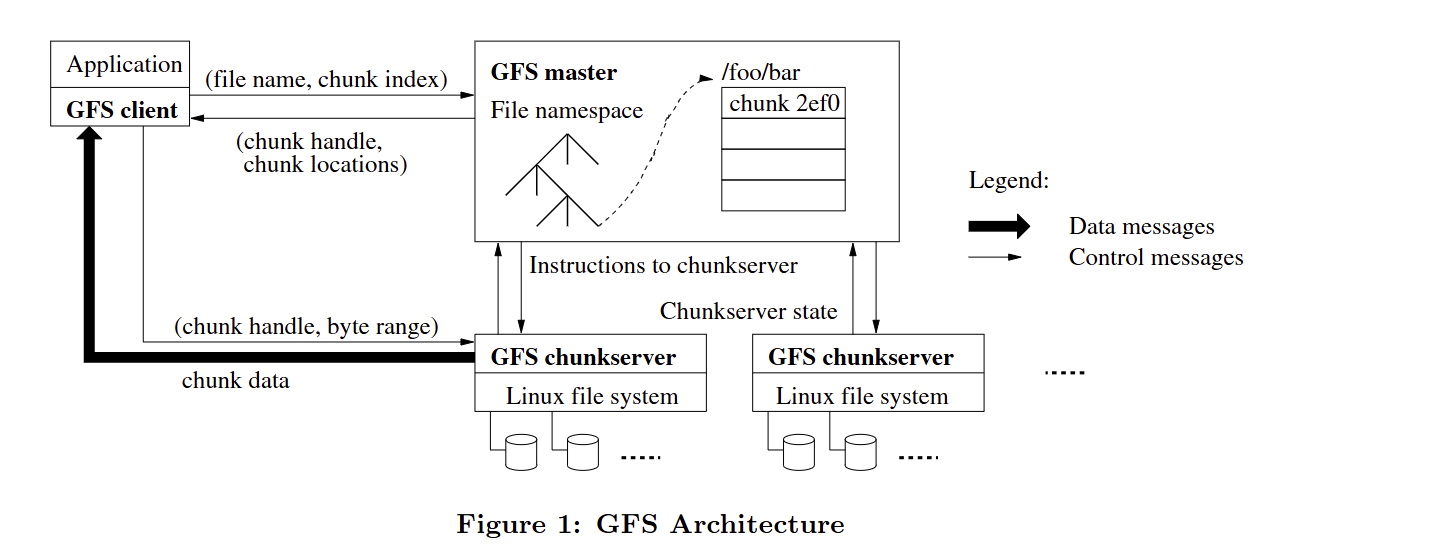 Application
GFS client
(file name, chunk index)
(chunk handle,
chunk locations)
GFS master
File namespace
/foo/bar
chunk 2ef0
Legend:
Data messages
Control messages
Instructions to chunkserver
Chunkserver state
(chunk handle, byte range)
chunk data
GFS chunkserver
Linux file system
GFS chunkserver
Linux file system
Figure 1: GFS Architecture